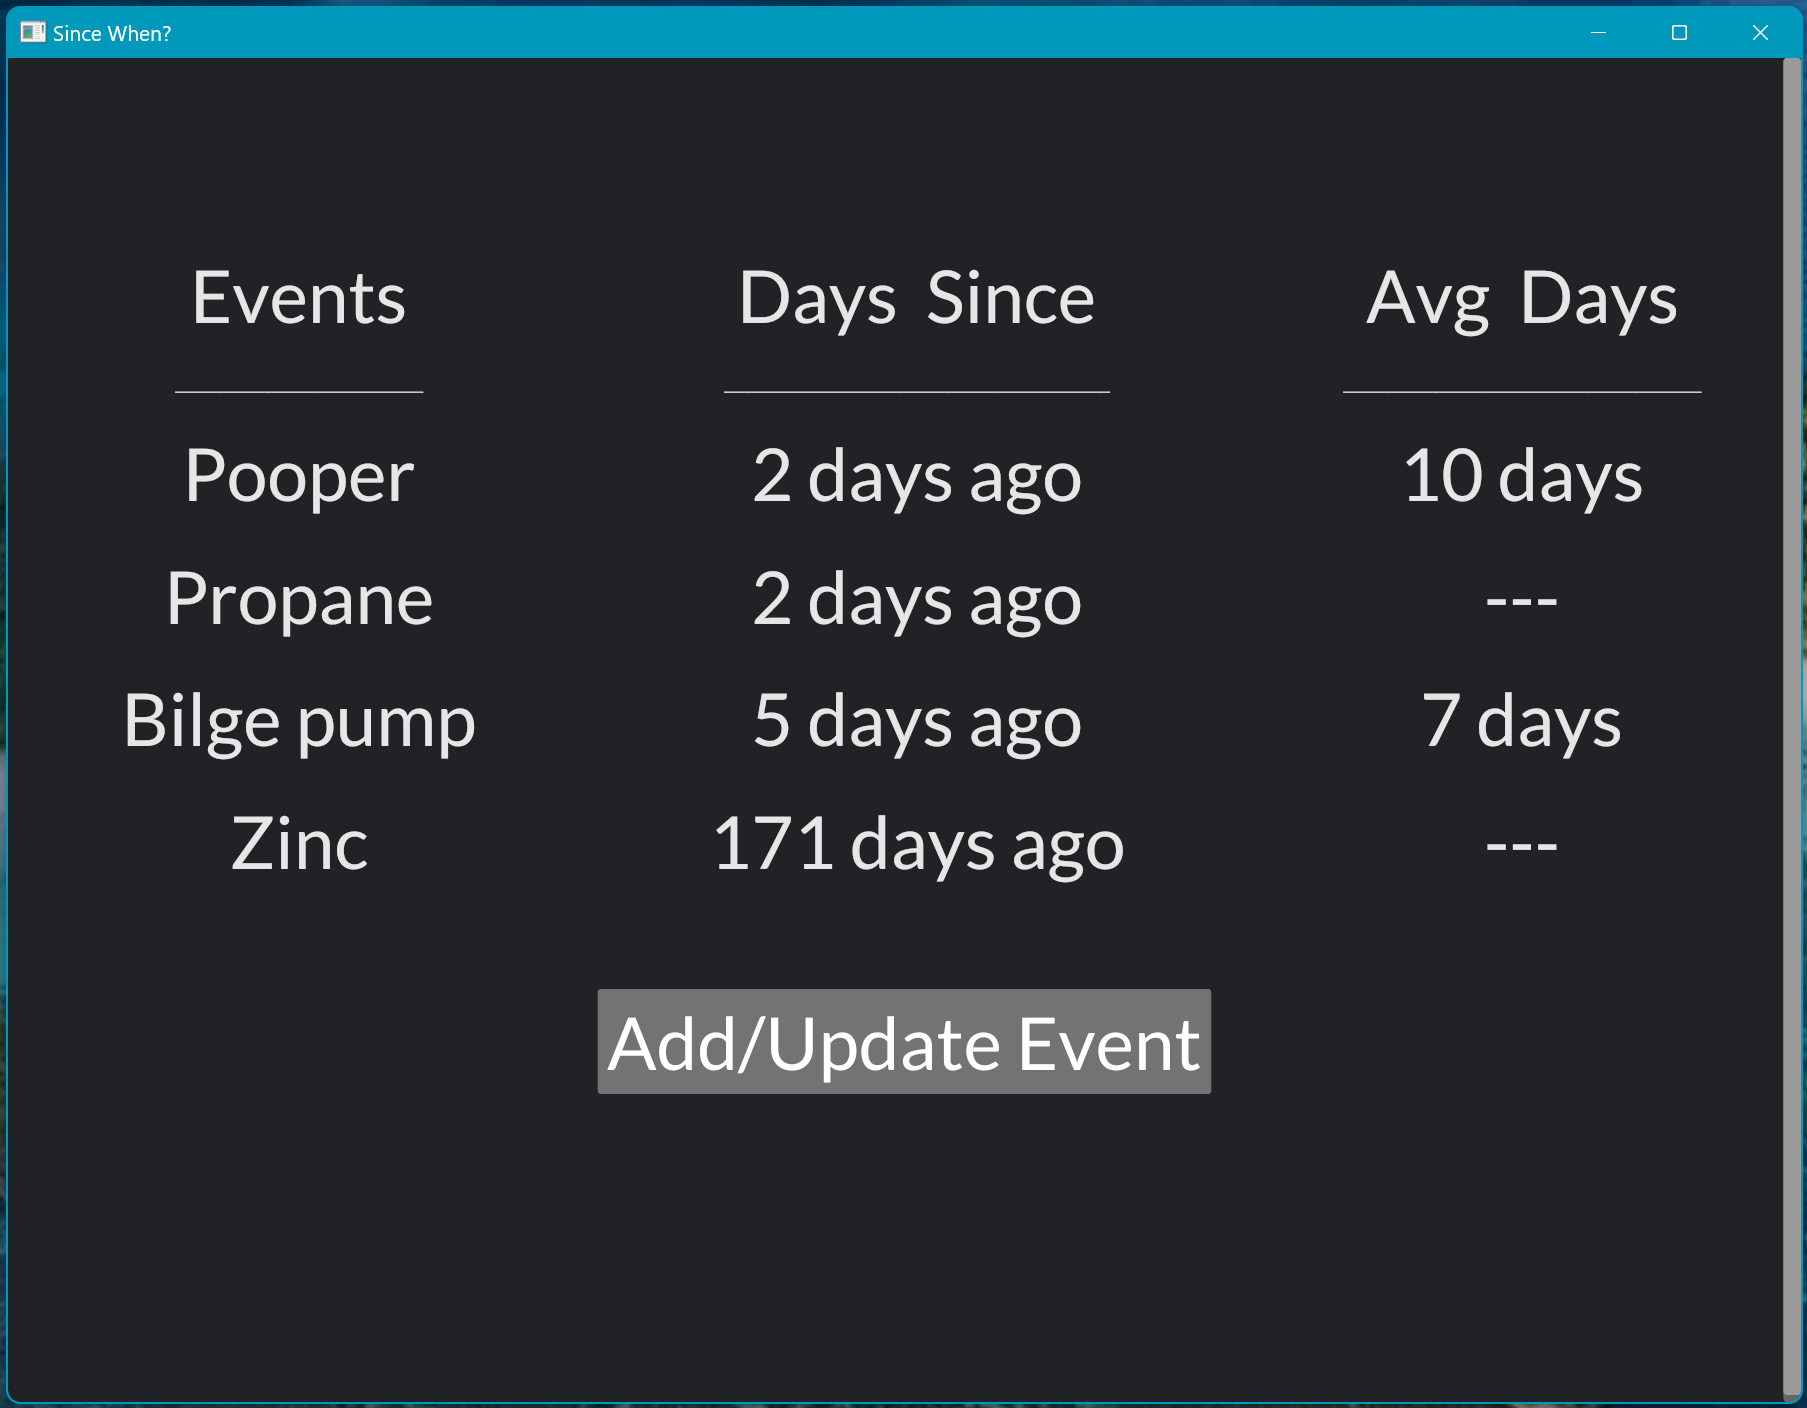 Since When?
Events Days Since Avg Days
Pooper 2 days ago 10 days
Propane 2 days ago ---
Bilge pump 5 days ago 7 days
Zinc 171 days ago ---
Add/Update Event